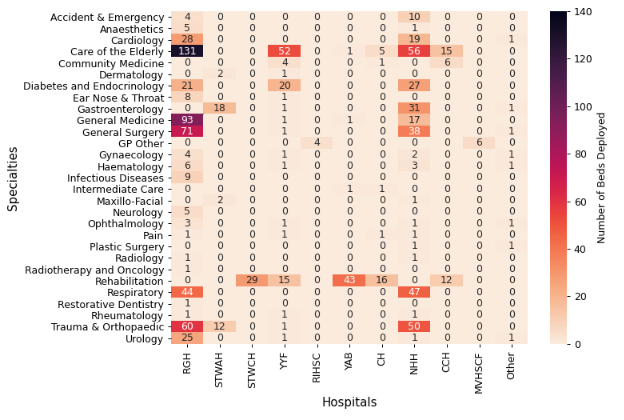 Accident & Emergency 4 0 0 0 0 0 0 10 0 0 0
Anaesthetics 5 0 0 0 0 0 0 1 0 0 0
Cardiology 28 0 0 0 0 0 0 19 0 0 1
Care of the Elderly 131 0 0 52 0 1 5 56 15 0 0
Community Medicine 0 0 0 4 0 0 1 0 6 0 0
Dermatology 0 2 0 1 0 0 0 0 0 0 0
Diabetes and Endocrinology 21 0 0 20 0 0 0 27 0 0 0
Ear Nose & Throat 8 0 0 1 0 0 0 0 0 0 0
Gastroenterology 0 18 0 1 0 0 0 31 0 0 1
General Medicine 93 0 0 1 0 1 0 17 0 0 0
General Surgery 71 0 0 1 0 0 0 38 0 0 1
GP Other 0 0 0 0 4 0 0 0 0 6 0
Gynaecology 4 0 0 1 0 0 0 2 0 0 1
Haematology 6 0 0 1 0 0 0 3 0 0 1
Infectious Diseases 9 0 0 0 0 0 0 0 0 0 0
Intermediate Care 0 0 0 0 0 1 1 0 0 0 0
Maxillo-Facial 0 2 0 0 0 0 0 1 0 0 0
Neurology 5 0 0 0 0 0 0 0 0 0 0
Ophthalmology 3 0 0 1 0 0 0 1 0 0 1
Pain 1 0 0 1 0 0 1 1 0 0 0
Plastic Surgery 0 0 0 0 0 0 0 1 0 0 1
Radiology 1 0 0 0 0 0 0 1 0 0 0
Radiotherapy and Oncology 1 0 0 0 0 0 0 0 0 0 0
Rehabilitation 0 0 29 15 0 43 16 0 12 0 0
Respiratory 44 0 0 1 0 0 0 47 0 0 0
Restorative Dentistry 1 0 0 0 0 0 0 0 0 0 0
Rheumatology 1 0 0 1 0 0 0 1 0 0 0
Trauma & Orthopaedic 60 12 0 1 0 0 0 50 0 0 0
Urology 25 0 0 1 0 0 0 1 0 0 1
RGH STWAH STWCH YYF RIHSC YAB CH NHH CCH MVHSCF Other
Hospitals
Specialties
140
120
100
80
60
40
20
0
Number of Beds Deployed